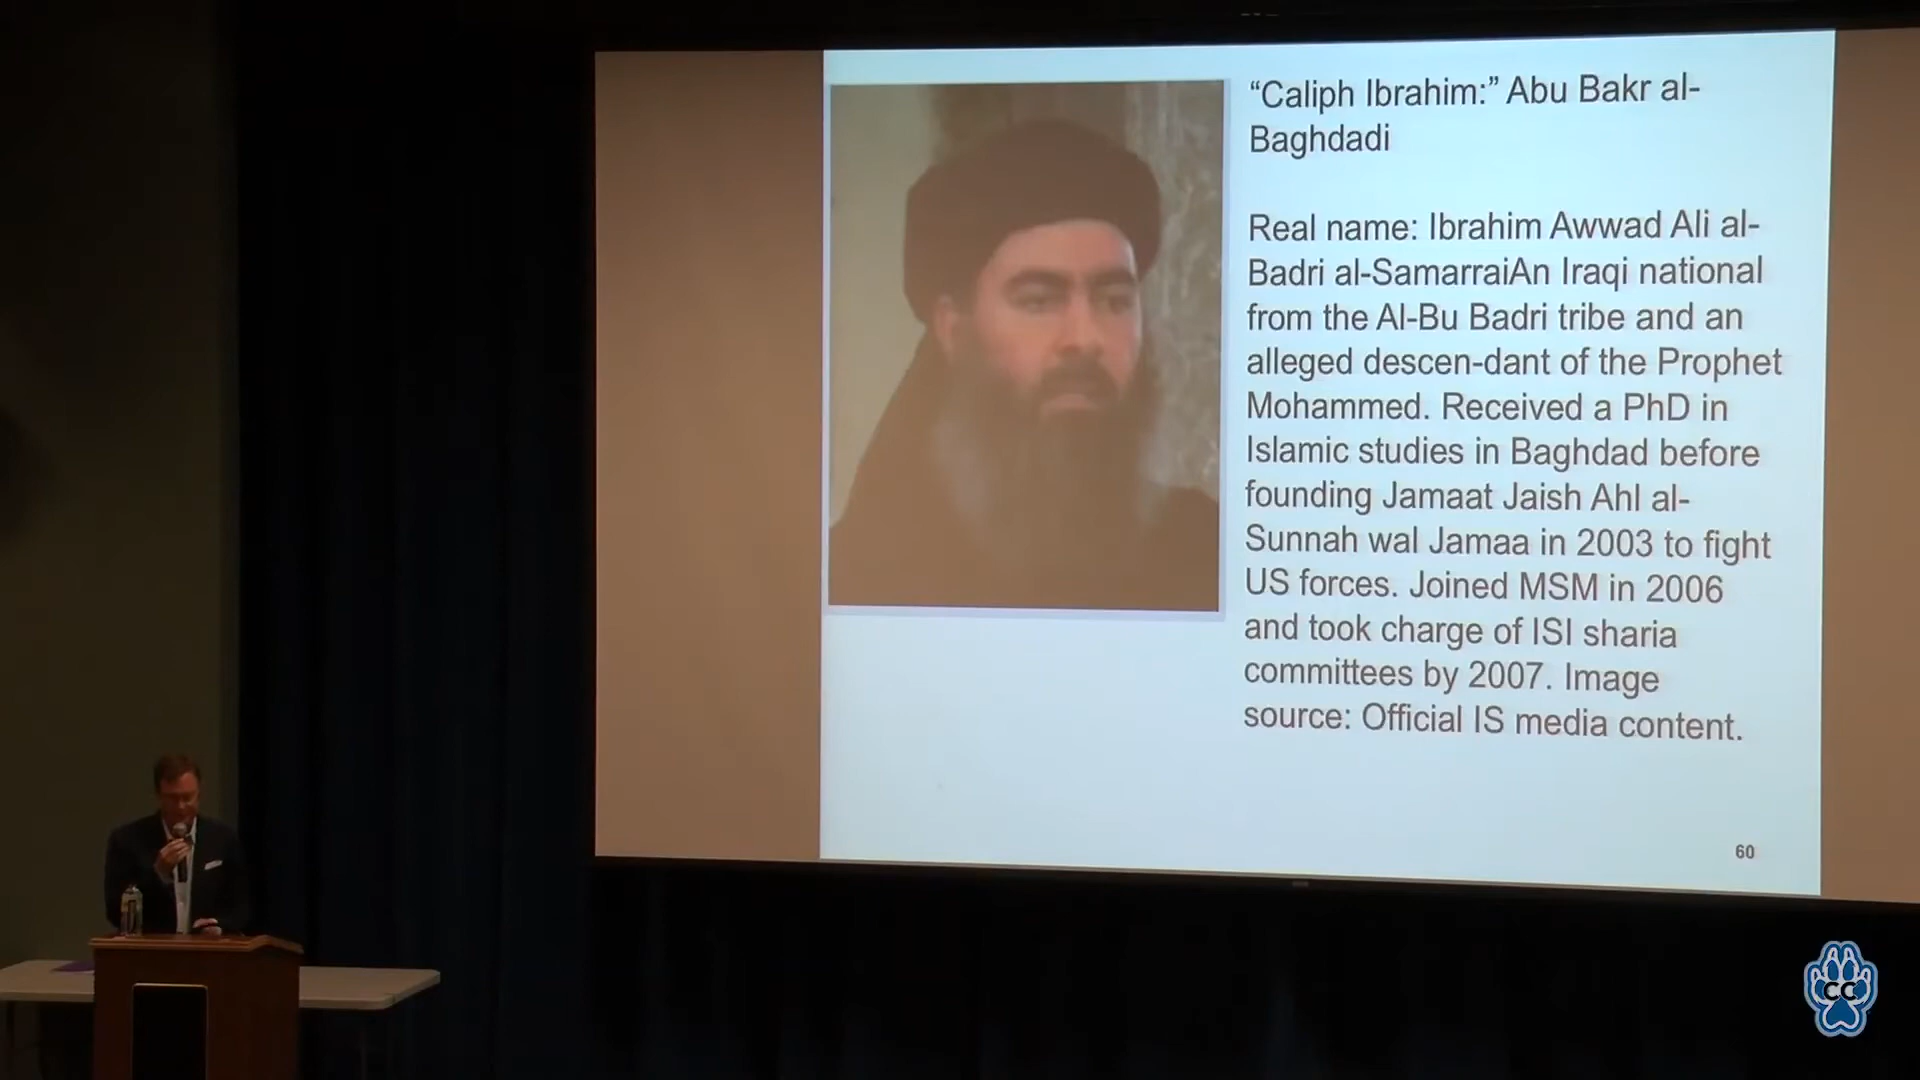 “Caliph Ibrahim:” Abu Bakr al-
Baghdadi
Real name: Ibrahim Awwad Ali al-
Badri al-SamarraiAn Iraqi national
from the Al-Bu Badri tribe and an
alleged descen-dant of the Prophet
Mohammed. Received a PhD in
Islamic studies in Baghdad before
founding Jamaat Jaish Ahl al-
Sunnah wal Jamaa in 2003 to fight
US forces. Joined MSM in 2006
and took charge of ISI sharia
committees by 2007. Image
source: Official IS media content.
60
CC